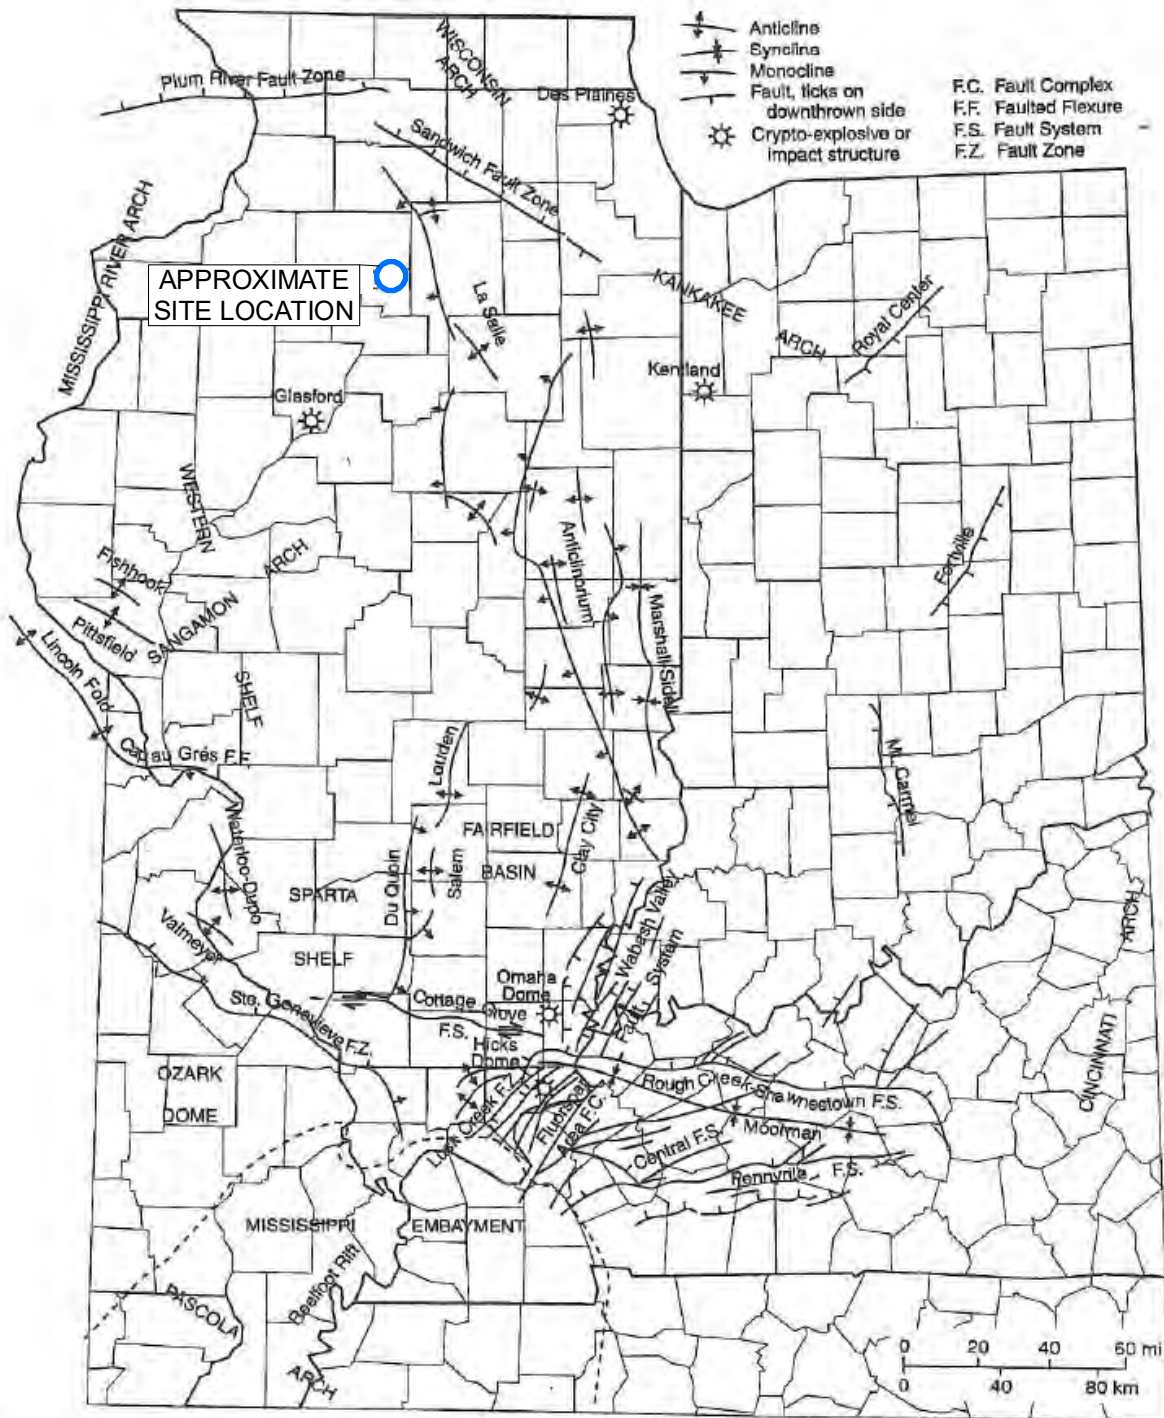 Anticline
Syncline
Monocline
Fault, ticks on
downthrown side
Crypto-explosive or
impact structure
F.C. Fault Complex
F.F. Faulted Flexure
F.S. Fault System
F.Z. Fault Zone
WISCONSIN
ARCH
Plum River Fault Zone
Des Plaines
Sandwich Fault Zone
MISSISSIPPI RIVER ARCH
APPROXIMATE
SITE LOCATION
La Salle
KANKAKEE
ARCH
Royal Center
Kentland
Glasford
WESTERN
Fishhook
ARCH
Anticlinorium
Fortville
Pittsfield
SANGAMON
Lincoln Fold
Marshall-Sidell
SHELF
Cap au Grés F.F.
Louden
Mt. Carmel
Waterloo-Dupo
FAIRFIELD
BASIN
Clay City
Du Quoin
Salem
SPARTA
SHELF
Valmeyer
Wabash Valley
Fault System
ARCH
CINCINNATI
Omaha
Dome
Ste. Genevieve F.Z.
Cottage Grove
F.S.
Hicks
Dome
OZARK
DOME
Rough Creek-Shawneetown F.S.
Lusk Creek F.Z.
Fluorspar
Area F.C.
Moorman
Central F.S.
Pennyrile F.S.
MISSISSIPPI EMBAYMENT
Reelfoot Rift
PASCOLA
ARCH
0 20 40 60 mi
0 40 80 km